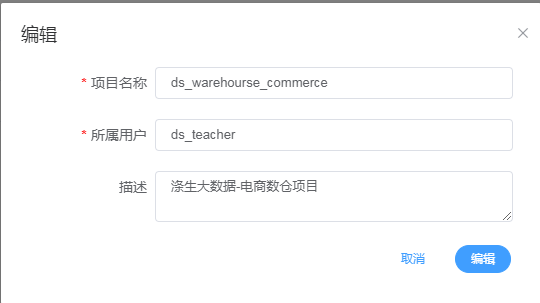 编辑
* 项目名称 ds_warehourse_commerce
* 所属用户 ds_teacher
描述 涤生大数据-电商数仓项目
取消 编辑